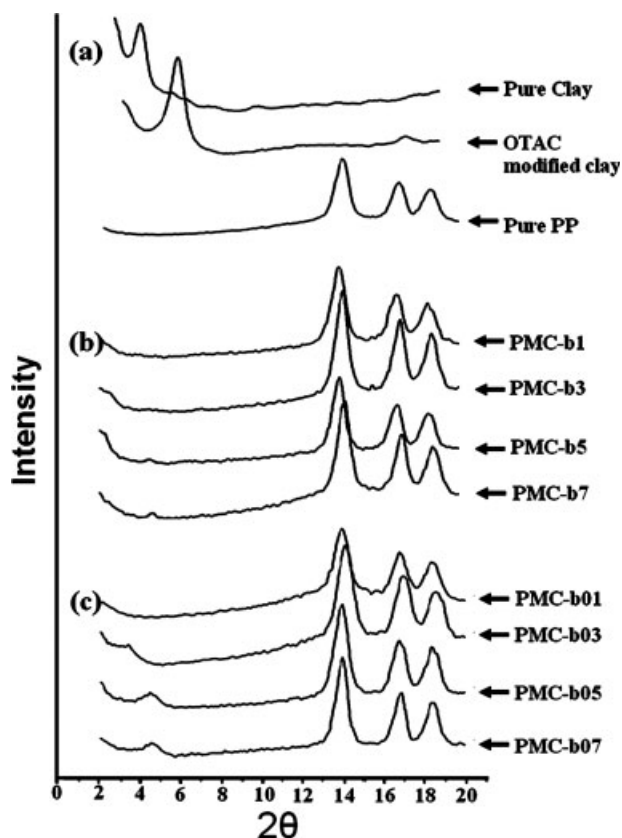 (a)
Pure Clay
OTAC
modified clay
Pure PP
(b)
PMC-b1
PMC-b3
PMC-b5
PMC-b7
(c)
PMC-b01
PMC-b03
PMC-b05
PMC-b07
Intensity
0 2 4 6 8 10 12 14 16 18 20
2θ